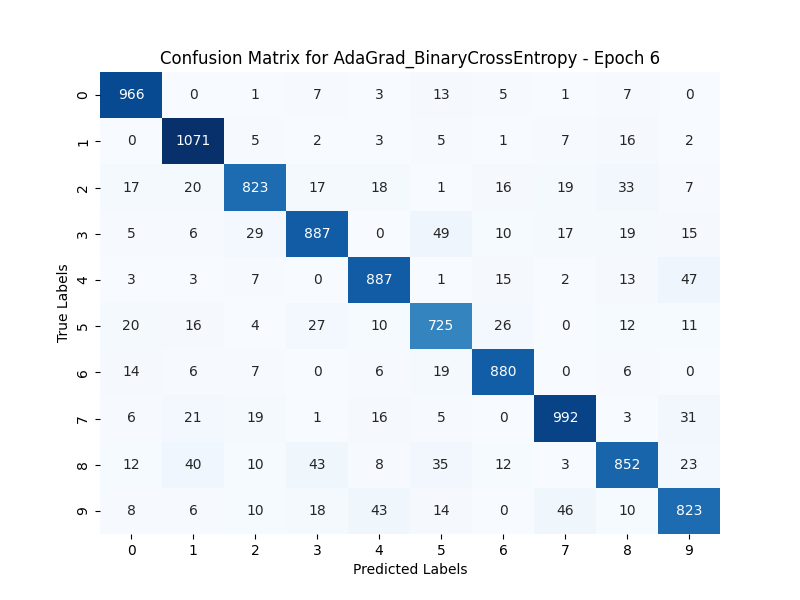 Confusion Matrix for AdaGrad_BinaryCrossEntropy - Epoch 6
True Labels
0 966 0 1 7 3 13 5 1 7 0
1 0 1071 5 2 3 5 1 7 16 2
2 17 20 823 17 18 1 16 19 33 7
3 5 6 29 887 0 49 10 17 19 15
4 3 3 7 0 887 1 15 2 13 47
5 20 16 4 27 10 725 26 0 12 11
6 14 6 7 0 6 19 880 0 6 0
7 6 21 19 1 16 5 0 992 3 31
8 12 40 10 43 8 35 12 3 852 23
9 8 6 10 18 43 14 0 46 10 823
0 1 2 3 4 5 6 7 8 9
Predicted Labels